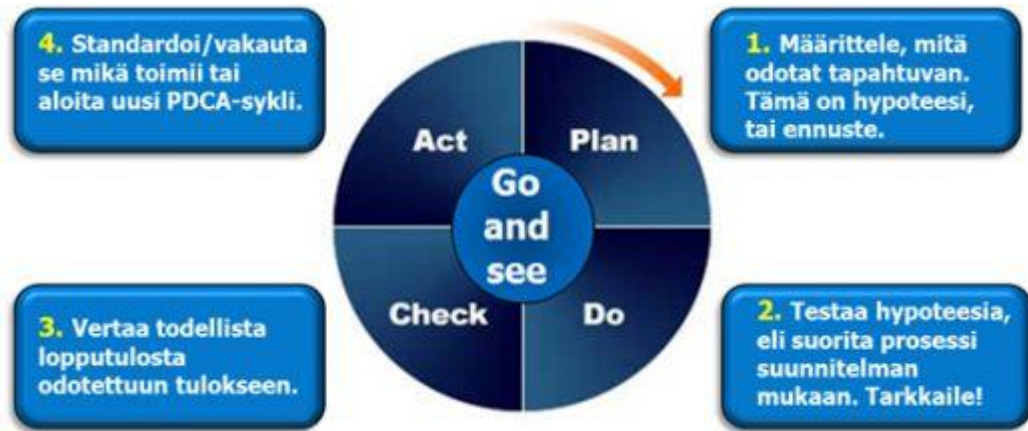 4. Standardoi/vakauta
se mikä toimii tai
aloita uusi PDCA-sykli.
1. Määrittele, mitä
odotat tapahtuvan.
Tämä on hypoteesi,
tai ennuste.
Act
Plan
Go
and
see
Check
Do
3. Vertaa todellista
lopputulosta
odotettuun tulokseen.
2. Testaa hypoteesia,
eli suorita prosessi
suunnitelman
mukaan. Tarkkaile!